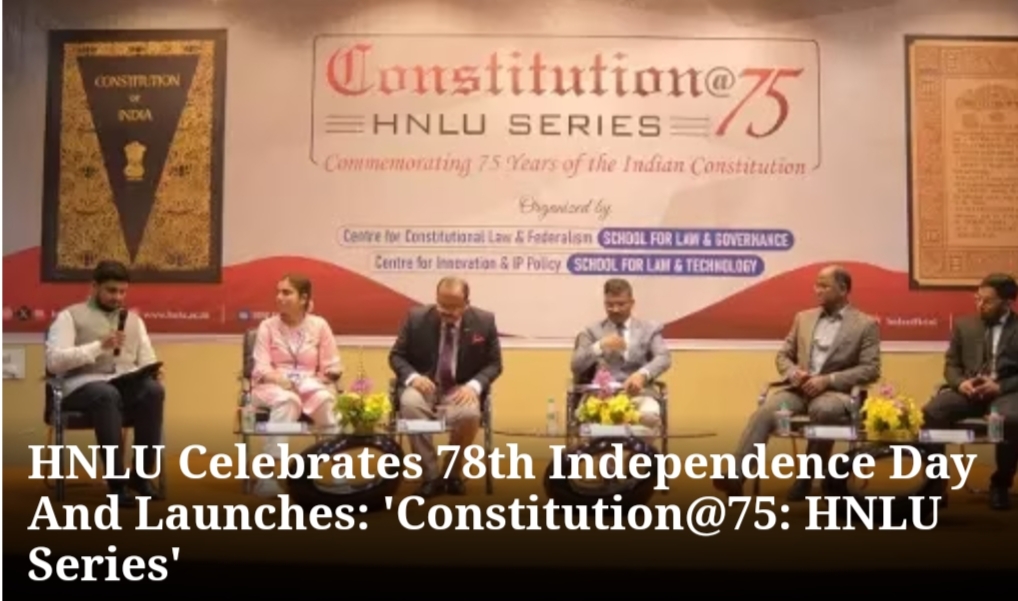 CONSTITUTION
OF
INDIA
Constitution@75
HNLU SERIES
Commemorating 75 Years of the Indian Constitution
Organized by
Centre for Constitutional Law & Federalism SCHOOL FOR LAW & GOVERNANCE
Centre for Innovation & IP Policy SCHOOL FOR LAW & TECHNOLOGY
HNLU Celebrates 78th Independence Day
And Launches: 'Constitution@75: HNLU
Series'